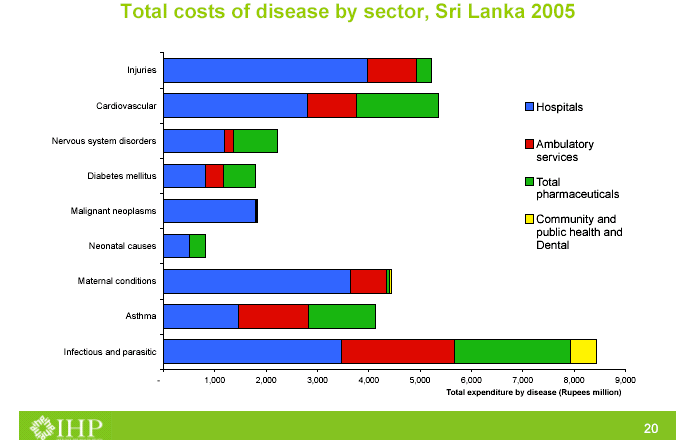 Total costs of disease by sector, Sri Lanka 2005
Injuries
Cardiovascular
Nervous system disorders
Diabetes mellitus
Malignant neoplasms
Neonatal causes
Maternal conditions
Asthma
Infectious and parasitic
Hospitals
Ambulatory
services
Total
pharmaceuticals
Community and
public health and
Dental
- 1,000 2,000 3,000 4,000 5,000 6,000 7,000 8,000 9,000
Total expenditure by disease (Rupees million)
IHP
20